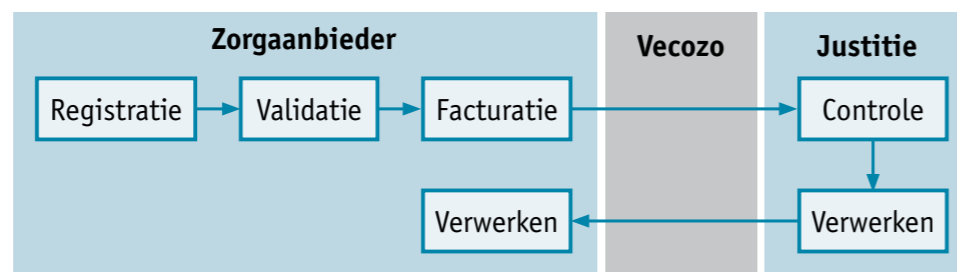 Zorgaanbieder
Vecozo
Justitie
Registratie
Validatie
Facturatie
Controle
Verwerken
Verwerken